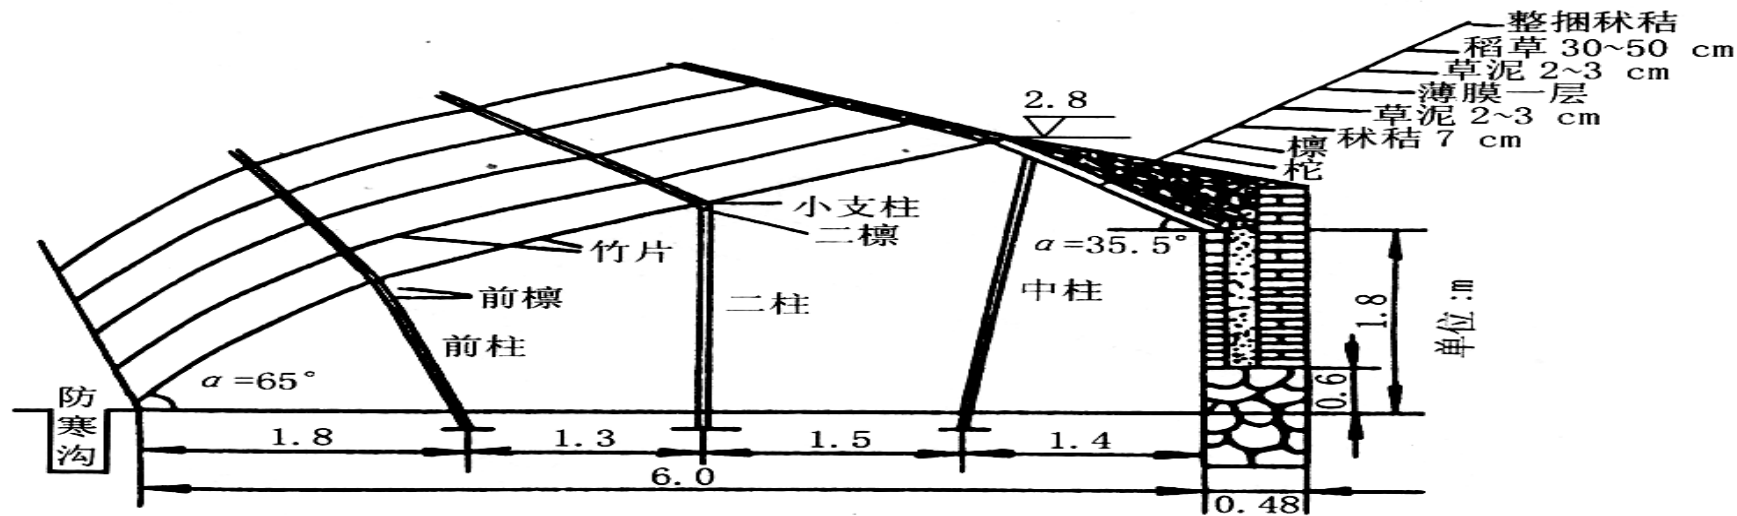 整捆秫秸
稻草 30~50 cm
草泥 2~3 cm
薄膜一层
草泥 2~3 cm
秫秸 7 cm
檩
柁
2.8
小支柱
二檩
竹片
α=35.5°
前檩
中柱
二柱
前柱
1.8
单位:m
α=65°
0.6
防寒沟
1.8
1.3
1.5
1.4
6.0
0.48